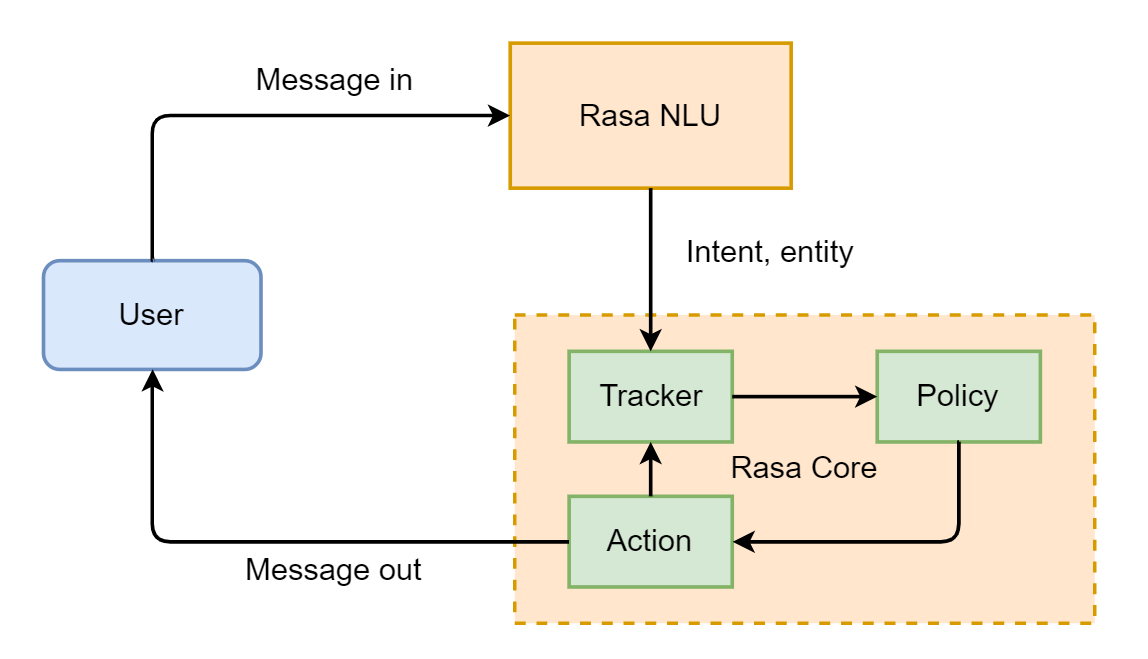 Message in
Rasa NLU
Intent, entity
User
Tracker
Policy
Rasa Core
Action
Message out